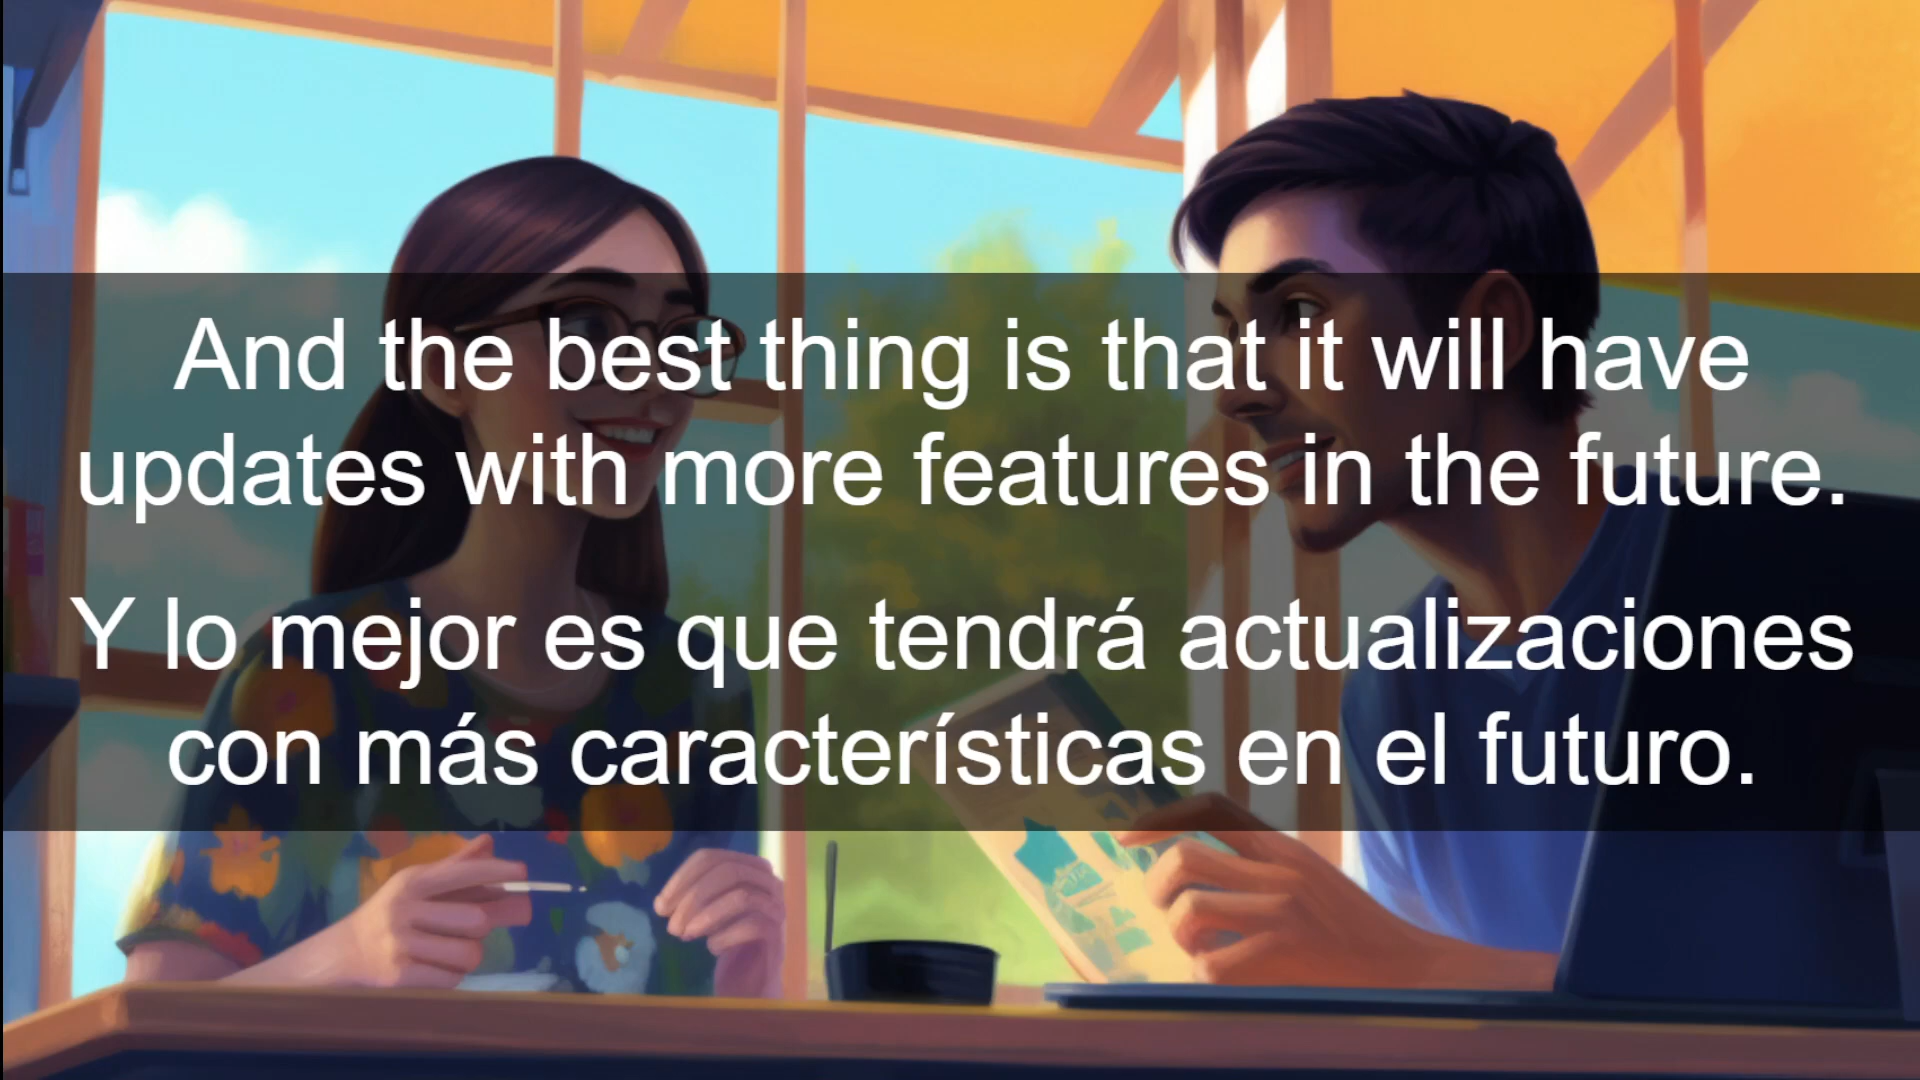 And the best thing is that it will have
updates with more features in the future.
Y lo mejor es que tendrá actualizaciones
con más características en el futuro.